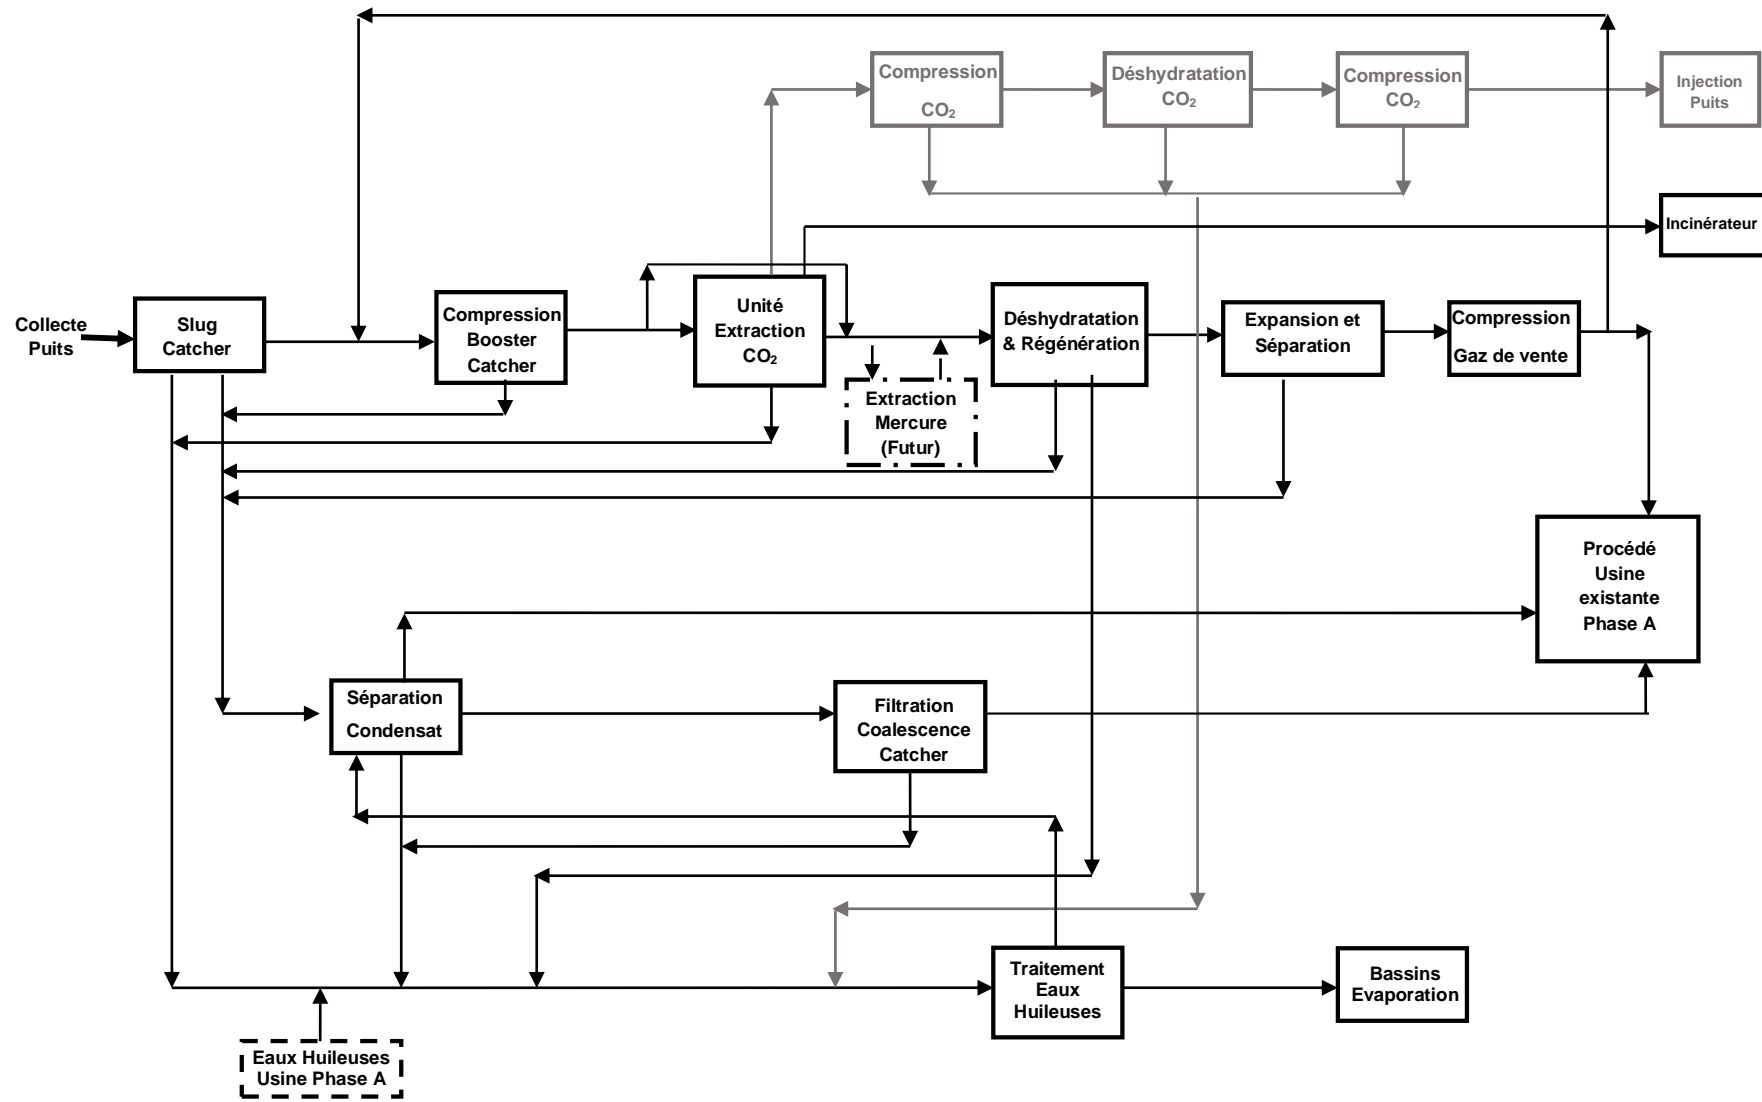 Compression
CO₂
Déshydratation
CO₂
Compression
CO₂
Injection
Puits
Incinérateur
Collecte
Puits
Slug
Catcher
Compression
Booster
Catcher
Unité
Extraction
CO₂
Déshydratation
& Régénération
Expansion et
Séparation
Compression
Gaz de vente
Extraction
Mercure
(Futur)
Procédé
Usine
existante
Phase A
Séparation
Condensat
Filtration
Coalescence
Catcher
Traitement
Eaux
Huileuses
Bassins
Evaporation
Eaux Huileuses
Usine Phase A